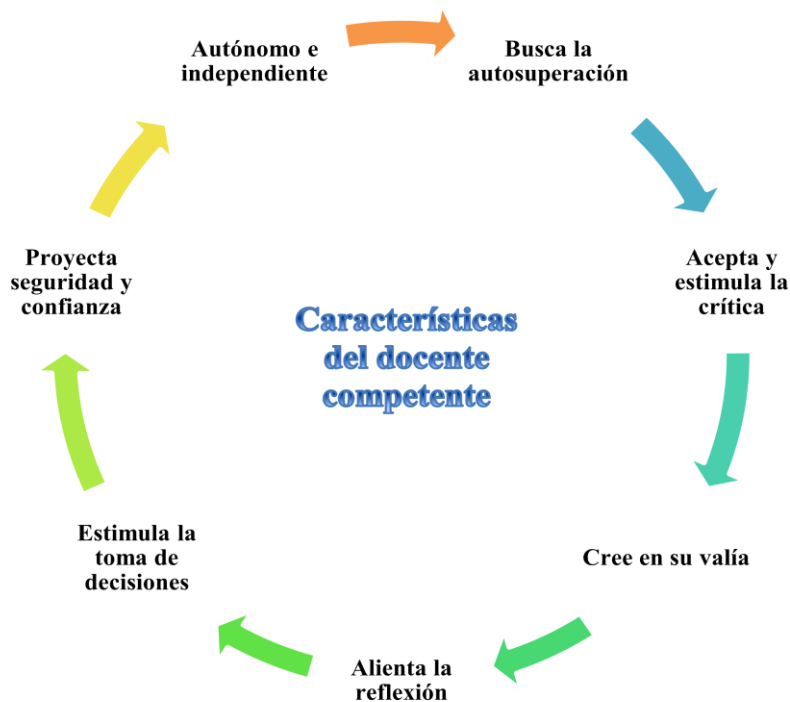 Autónomo e
independiente
Busca la
autosuperación
Acepta y
estimula la
crítica
Cree en su valía
Alienta la
reflexión
Estimula la
toma de
decisiones
Proyecta
seguridad y
confianza
Características
del docente
competente